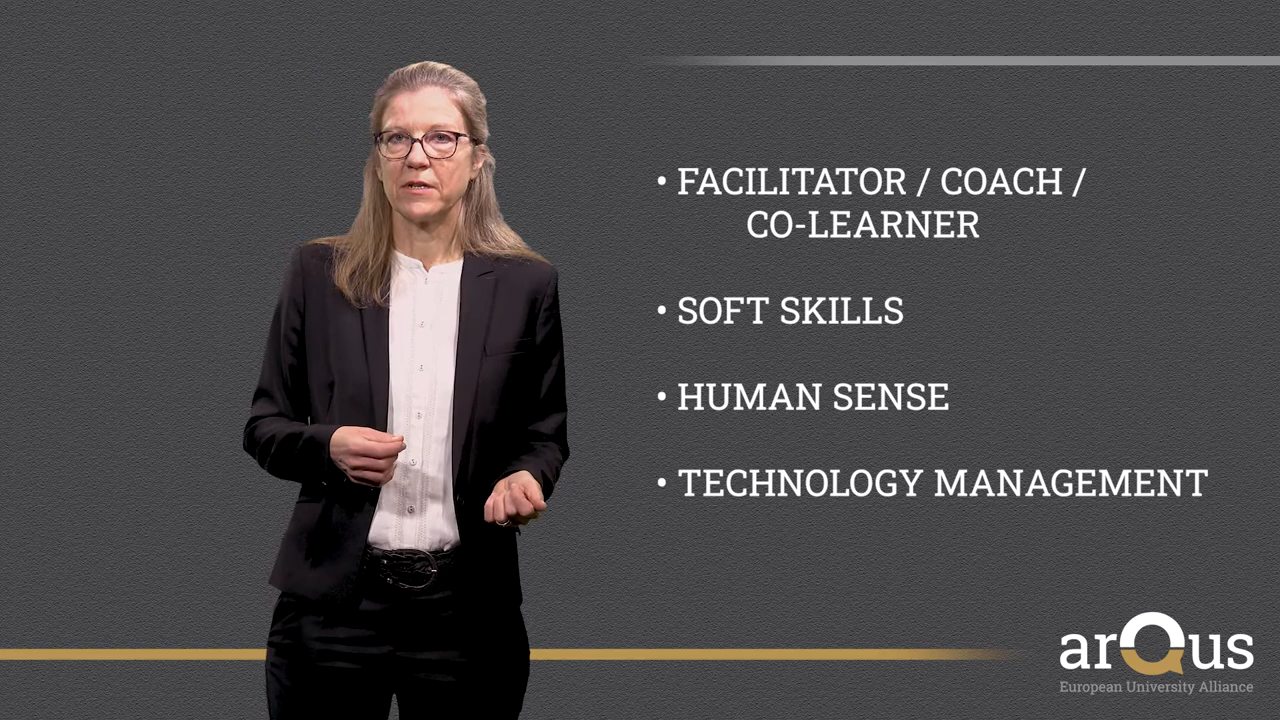 • FACILITATOR / COACH /
CO-LEARNER
• SOFT SKILLS
• HUMAN SENSE
• TECHNOLOGY MANAGEMENT
arQus
European University Alliance